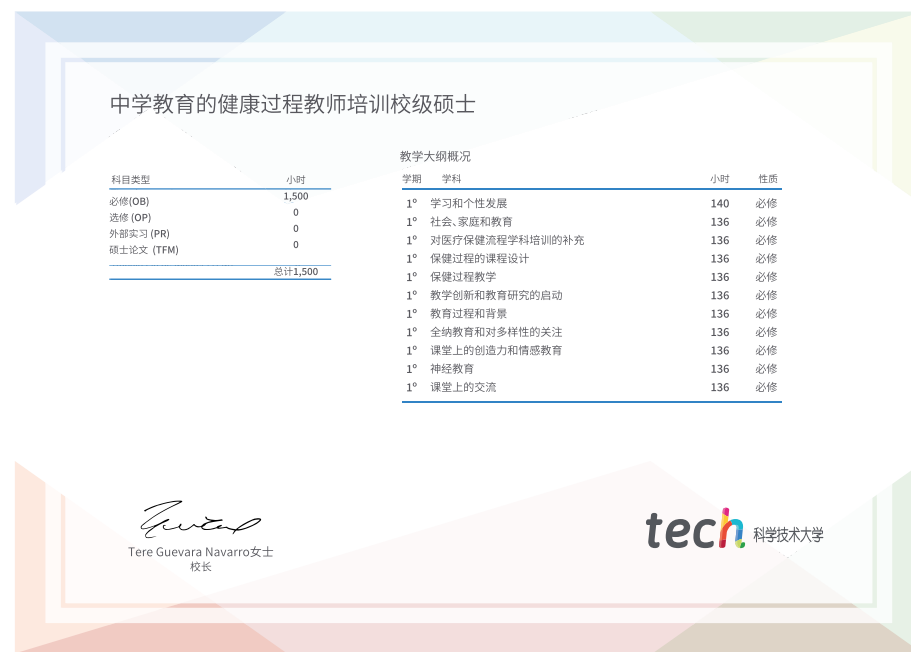 中学教育的健康过程教师培训校级硕士
科目类型 小时
必修(OB) 1,500
选修 (OP) 0
外部实习 (PR) 0
硕士论文 (TFM) 0
总计1,500
教学大纲概况
学期 学科 小时 性质
1º 学习和个性发展 140 必修
1º 社会、家庭和教育 136 必修
1º 对医疗保健流程学科培训的补充 136 必修
1º 保健过程的课程设计 136 必修
1º 保健过程教学 136 必修
1º 教学创新和教育研究的启动 136 必修
1º 教育过程和背景 136 必修
1º 全纳教育和对多样性的关注 136 必修
1º 课堂上的创造力和情感教育 136 必修
1º 神经教育 136 必修
1º 课堂上的交流 136 必修
Tere Guevara Navarro女士
校长
tech 科学技术大学